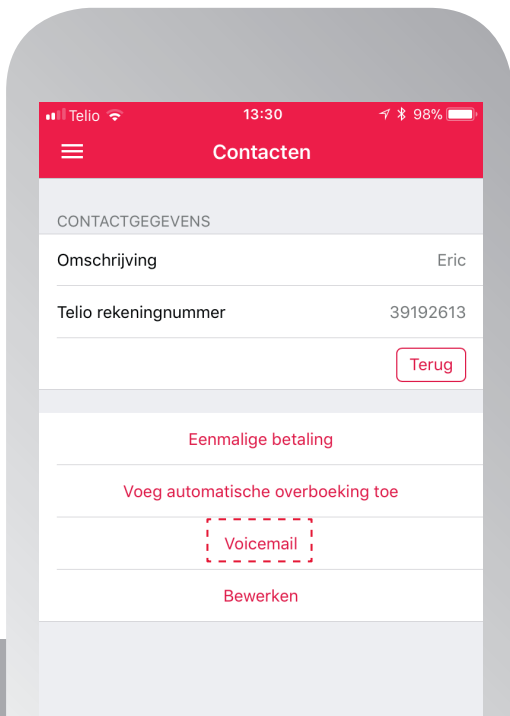 Telio 13:30 98%
Contacten
CONTACTGEGEVENS
Omschrijving Eric
Telio rekeningnummer 39192613
Terug
Eenmalige betaling
Voeg automatische overboeking toe
Voicemail
Bewerken